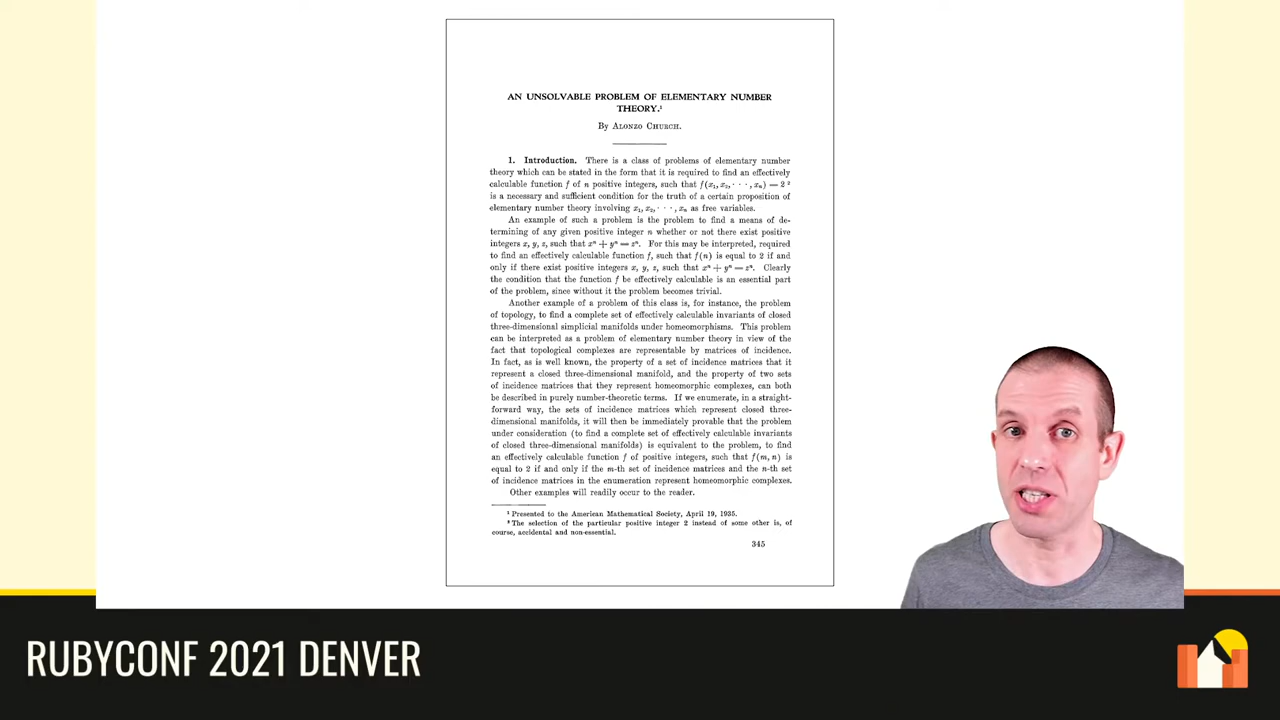 AN UNSOLVABLE PROBLEM OF ELEMENTARY NUMBER
THEORY.¹
By ALONZO CHURCH.
1. Introduction. There is a class of problems of elementary number
theory which can be stated in the form that it is required to find an effectively
calculable function f of n positive integers, such that f(x₁, x₂, · · ·, xₙ) = 2 ²
is a necessary and sufficient condition for the truth of a certain proposition of
elementary number theory involving x₁, x₂, · · ·, xₙ as free variables.
An example of such a problem is the problem to find a means of de-
termining of any given positive integer n whether or not there exist positive
integers x, y, z, such that xⁿ + yⁿ = zⁿ. For this may be interpreted, required
to find an effectively calculable function f, such that f(n) is equal to 2 if and
only if there exist positive integers x, y, z, such that xⁿ + yⁿ = zⁿ. Clearly
the condition that the function f be effectively calculable is an essential part
of the problem, since without it the problem becomes trivial.
Another example of a problem of this class is, for instance, the problem
of topology, to find a complete set of effectively calculable invariants of closed
three-dimensional simplicial manifolds under homeomorphisms. This problem
can be interpreted as a problem of elementary number theory in view of the
fact that topological complexes are representable by matrices of incidence.
In fact, as is well known, the property of a set of incidence matrices that it
represent a closed three-dimensional manifold, and the property of two sets
of incidence matrices that they represent homeomorphic complexes, can both
be described in purely number-theoretic terms. If we enumerate, in a straight-
forward way, the sets of incidence matrices which represent closed three-
dimensional manifolds, it will then be immediately provable that the problem
under consideration (to find a complete set of effectively calculable invariants
of closed three-dimensional manifolds) is equivalent to the problem, to find
an effectively calculable function f of positive integers, such that f(m, n) is
equal to 2 if and only if the m-th set of incidence matrices and the n-th set
of incidence matrices in the enumeration represent homeomorphic complexes.
Other examples will readily occur to the reader.
¹ Presented to the American Mathematical Society, April 19, 1935.
² The selection of the particular positive integer 2 instead of some other is, of
course, accidental and non-essential.
345
RUBYCONF 2021 DENVER